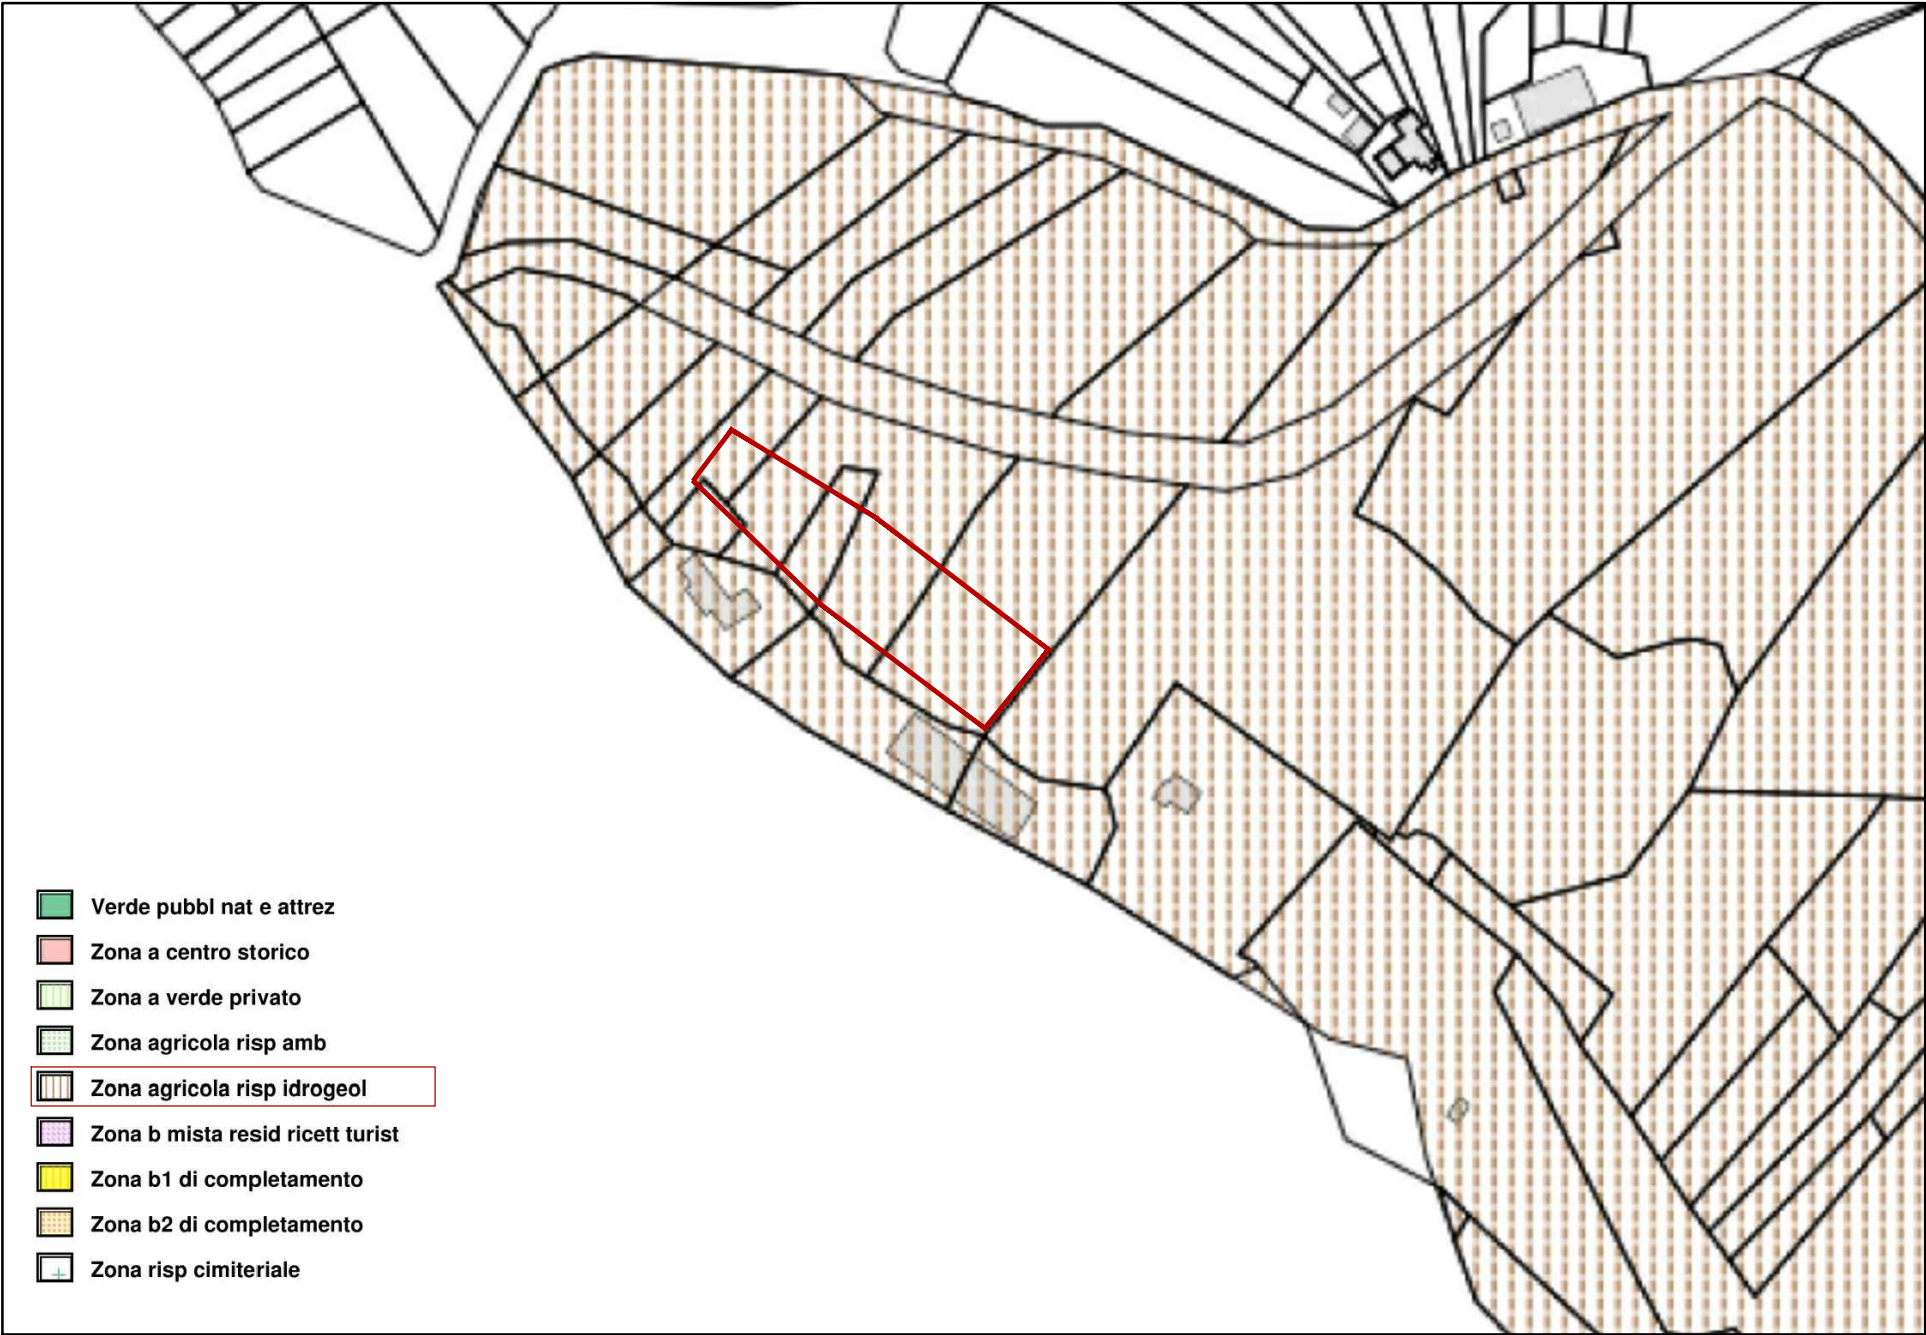 Verde pubbl nat e attrez
Zona a centro storico
Zona a verde privato
Zona agricola risp amb
Zona agricola risp idrogeol
Zona b mista resid ricett turist
Zona b1 di completamento
Zona b2 di completamento
Zona risp cimiteriale